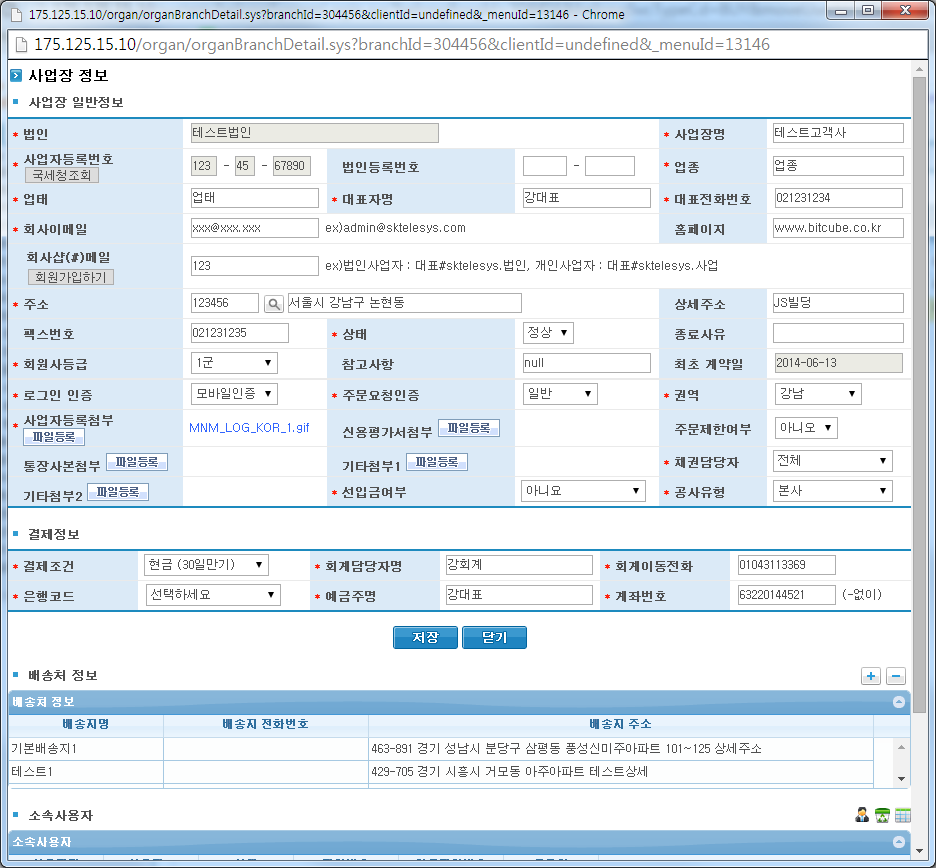 175.125.15.10/organ/organBranchDetail.sys?branchId=304456&clientId=undefined&_menuId=13146 - Chrome
175.125.15.10/organ/organBranchDetail.sys?branchId=304456&clientId=undefined&_menuId=13146
사업장 정보
사업장 일반정보
* 법인 테스트법인 * 사업장명 테스트고객사
* 사업자등록번호 국세청조회 123 - 45 - 67890 법인등록번호 - * 업종 업종
* 업태 업태 * 대표자명 강대표 * 대표전화번호 021231234
* 회사이메일 xxx@xxx.xxx ex)admin@sktelesys.com 홈페이지 www.bitcube.co.kr
회사샵(#)메일 회원가입하기 123 ex)법인사업자 : 대표#sktelesys.법인, 개인사업자 : 대표#sktelesys.사업
* 주소 123456 서울시 강남구 논현동 상세주소 JS빌딩
팩스번호 021231235 * 상태 정상 종료사유
* 회원사등급 1군 참고사항 null 최초 계약일 2014-06-13
* 로그인 인증 모바일인증 * 주문요청인증 일반 * 권역 강남
* 사업자등록첨부 파일등록 MNM_LOG_KOR_1.gif 신용평가서첨부 파일등록 주문제한여부 아니오
통장사본첨부 파일등록 기타첨부1 파일등록 * 채권담당자 전체
기타첨부2 파일등록 * 선입금여부 아니요 * 공사유형 본사
결제정보
* 결제조건 현금 (30일만기) * 회계담당자명 강회계 * 회계이동전화 01043113369
* 은행코드 선택하세요 * 예금주명 강대표 * 계좌번호 63220144521 (-없이)
저장 닫기
배송처 정보
배송처 정보
배송지명 배송지 전화번호 배송지 주소
기본배송지1 463-891 경기 성남시 분당구 삼평동 풍성신미주아파트 101~125 상세주소
테스트1 429-705 경기 시흥시 거모동 아주아파트 테스트상세
소속사용자
소속사용자